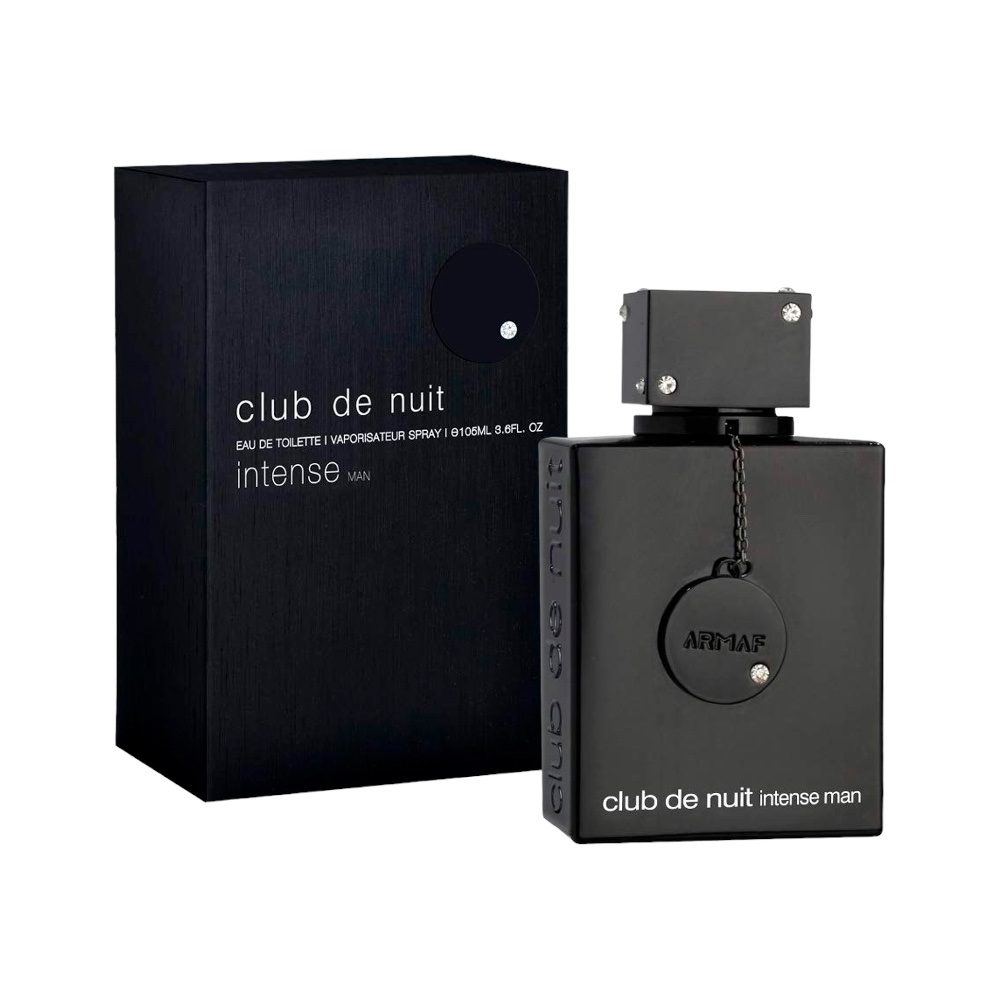 club de nuit
EAU DE TOILETTE I VAPORISATEUR SPRAY I ℮105ML 3.6FL. OZ
intense MAN
club de nuit
ARMAF
club de nuit intense man